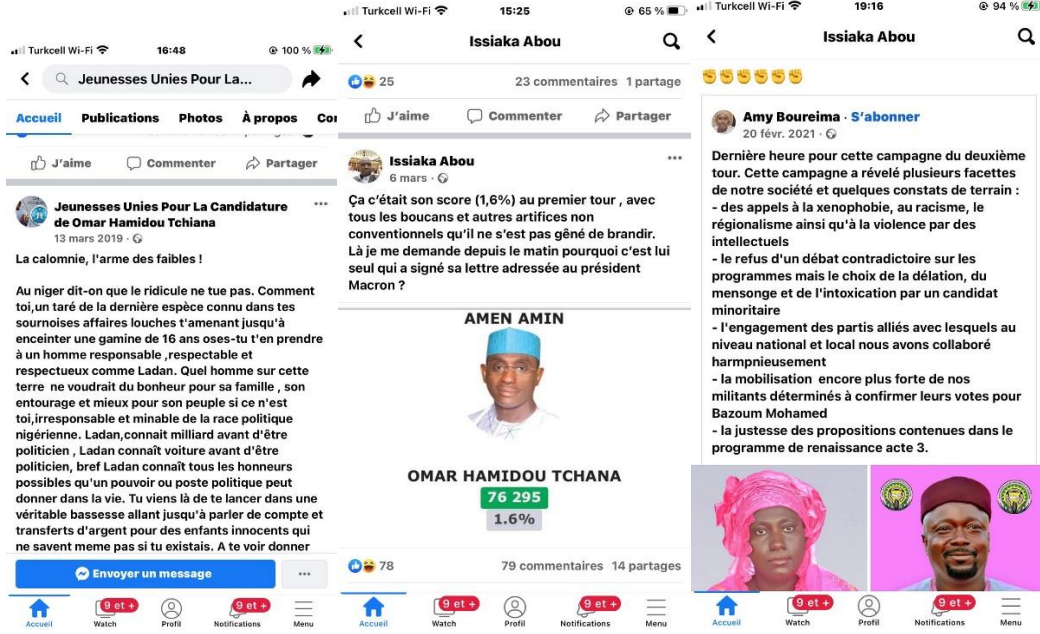 Turkcell Wi-Fi 16:48 100 %
Jeunesses Unies Pour La...
Accueil Publications Photos À propos Cor
J'aime Commenter Partager
Jeunesses Unies Pour La Candidature
de Omar Hamidou Tchiana
13 mars 2019 ·
La calomnie, l'arme des faibles !
Au niger dit-on que le ridicule ne tue pas. Comment
toi,un taré de la dernière espèce connu dans tes
sournoises affaires louches t'amenant jusqu'à
enceinter une gamine de 16 ans oses-tu t'en prendre
à un homme responsable ,respectable et
respectueux comme Ladan. Quel homme sur cette
terre ne voudrait du bonheur pour sa famille , son
entourage et mieux pour son peuple si ce n'est
toi,irresponsable et minable de la race politique
nigérienne. Ladan,connait milliard avant d'être
politicien , Ladan connaît voiture avant d'être
politicien, bref Ladan connaît tous les honneurs
possibles qu'un pouvoir ou poste politique peut
donner dans la vie. Tu viens là de te lancer dans une
véritable bassesse allant jusqu'à parler de compte et
transferts d'argent pour des enfants innocents qui
ne savent meme pas si tu existais. A te voir donner
Envoyer un message
9 et + 9 et +
Accueil Watch Profil Notifications Menu
Turkcell Wi-Fi 15:25 65 %
Issiaka Abou
25 23 commentaires 1 partage
J'aime Commenter Partager
Issiaka Abou
6 mars ·
Ça c'était son score (1,6%) au premier tour , avec
tous les boucans et autres artifices non
conventionnels qu'il ne s'est pas gêné de brandir.
Là je me demande depuis le matin pourquoi c'est lui
seul qui a signé sa lettre adressée au président
Macron ?
AMEN AMIN
OMAR HAMIDOU TCHANA
76 295
1.6%
78 79 commentaires 14 partages
9 et + 9 et +
Accueil Watch Profil Notifications Menu
Turkcell Wi-Fi 19:16 94 %
Issiaka Abou
Amy Boureima · S'abonner
20 févr. 2021 ·
Dernière heure pour cette campagne du deuxième
tour. Cette campagne a révelé plusieurs facettes
de notre société et quelques constats de terrain :
- des appels à la xenophobie, au racisme, le
régionalisme ainsi qu'à la violence par des
intellectuels
- le refus d'un débat contradictoire sur les
programmes mais le choix de la délation, du
mensonge et de l'intoxication par un candidat
minoritaire
- l'engagement des partis alliés avec lesquels au
niveau national et local nous avons collaboré
harmpnieusement
- la mobilisation encore plus forte de nos
militants déterminés à confirmer leurs votes pour
Bazoum Mohamed
- la justesse des propositions contenues dans le
programme de renaissance acte 3.
9 et + 9 et +
Accueil Watch Profil Notifications Menu